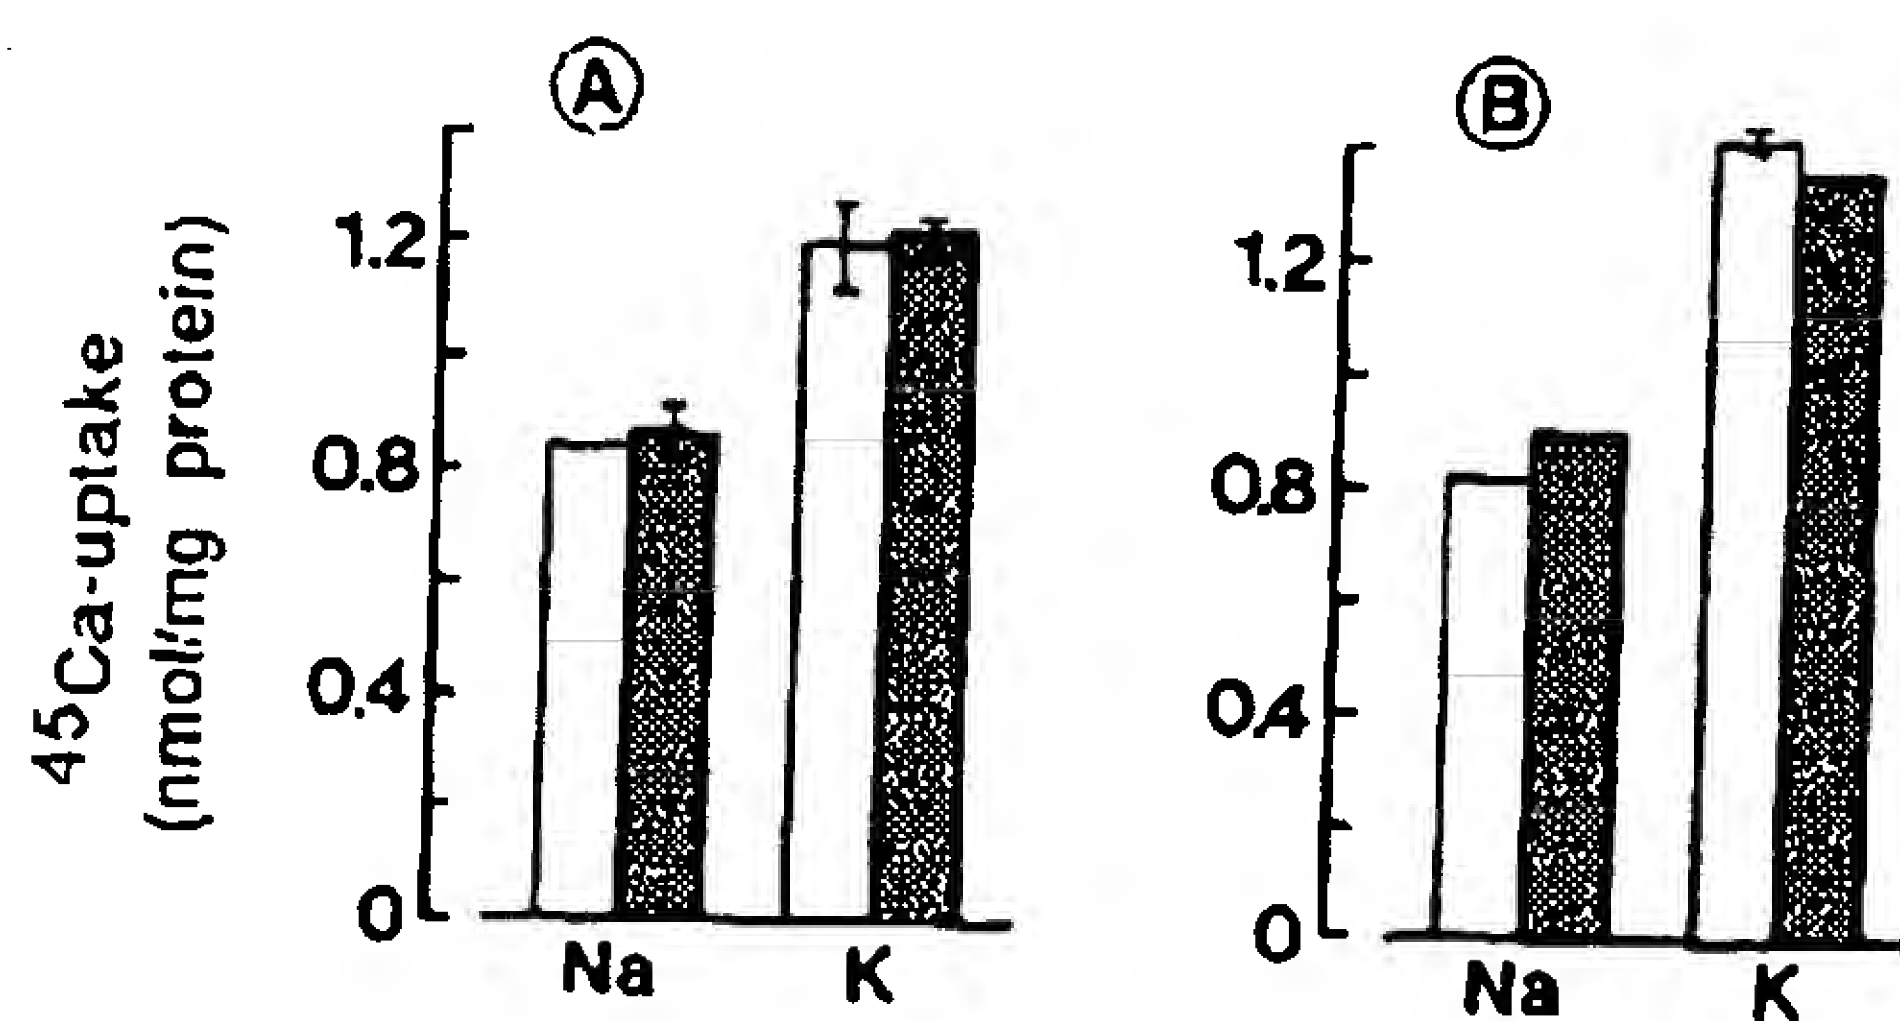 A
B
45Ca-uptake
(nmol/mg protein)
1.2
0.8
0.4
0
Na
K
1.2
0.8
0.4
0
Na
K